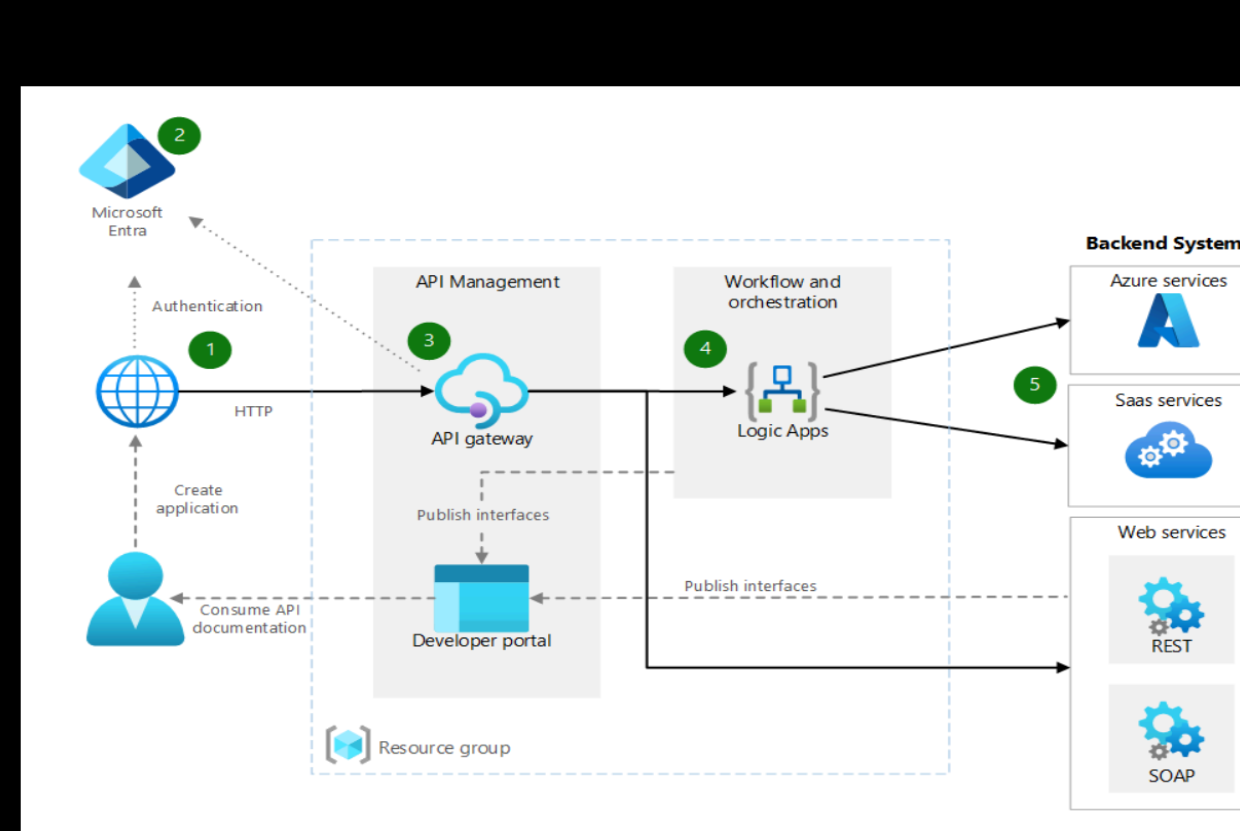 2
Microsoft
Entra
Authentication
1
HTTP
Create
application
Consume API
documentation
API Management
3
API gateway
Publish interfaces
Developer portal
Resource group
Workflow and
orchestration
4
Logic Apps
Publish interfaces
5
Backend System
Azure services
Saas services
Web services
REST
SOAP